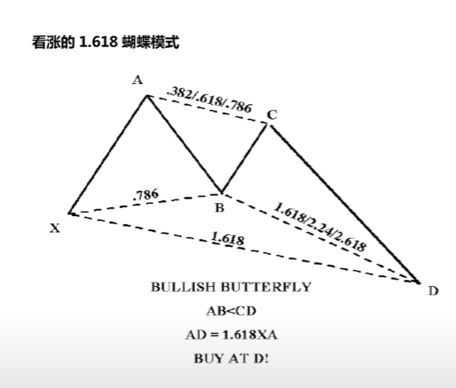 看涨的 1.618 蝴蝶模式
A
.382/.618/.786
C
.786
B
1.618/2.24/2.618
X
1.618
D
BULLISH BUTTERFLY
AB<CD
AD = 1.618XA
BUY AT D!